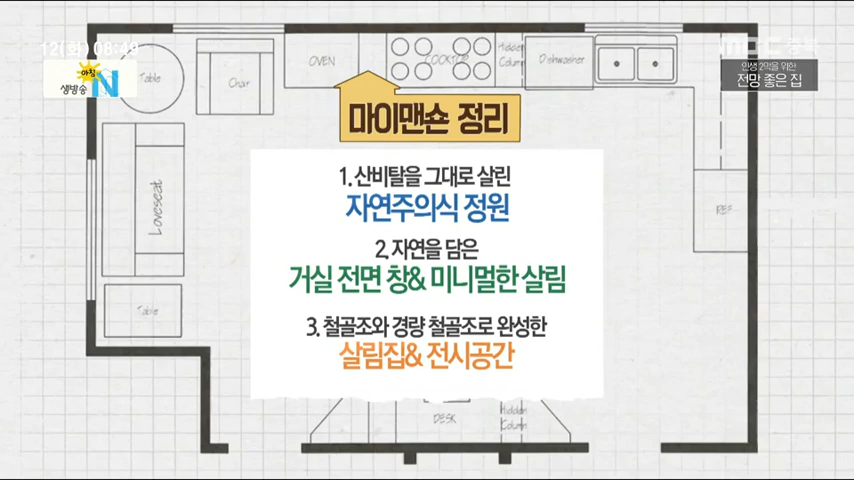 12(화) 08:49
아침
생방송 N
MBC 충북
인생 2막을 위한
전망 좋은 집
Table
Chair
OVEN
COOKTOP
Hidden
Column
Dishwasher
마이맨숀 정리
1. 산비탈을 그대로 살린
자연주의식 정원
2. 자연을 담은
거실 전면 창& 미니멀한 살림
3. 철골조와 경량 철골조로 완성한
살림집& 전시공간
Loveseat
REF
Table
DESK
Hidden
Column